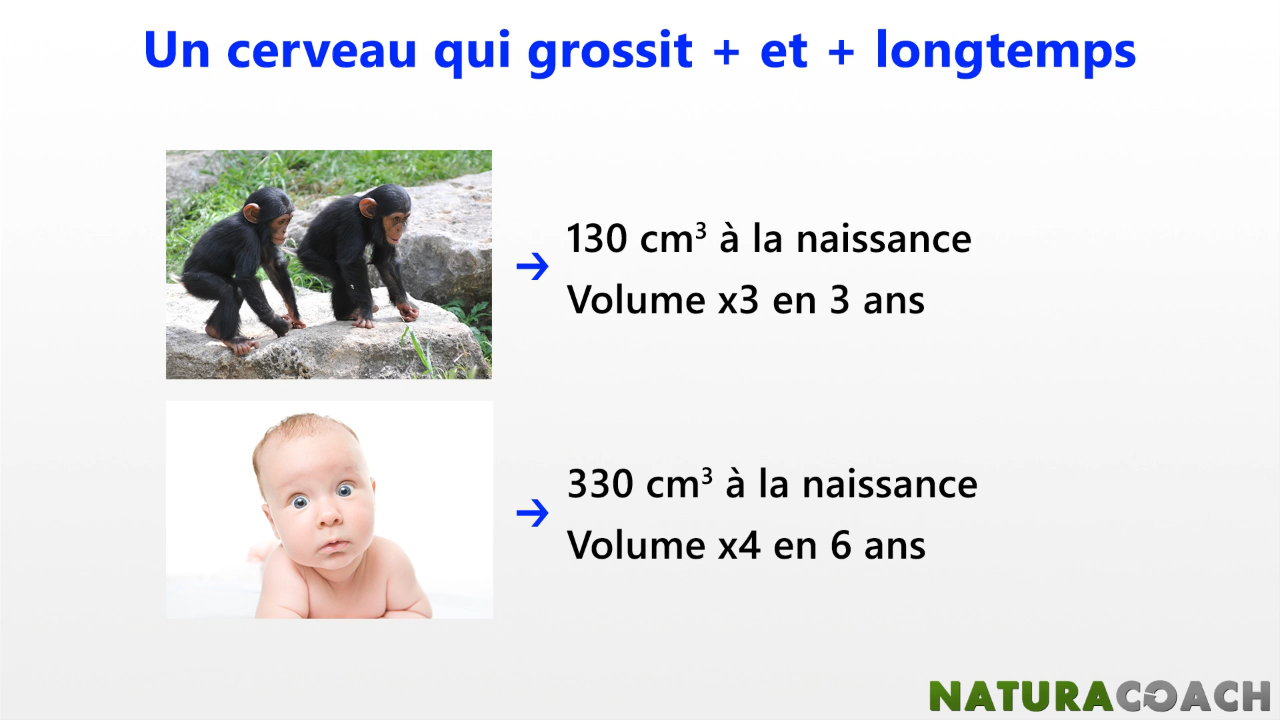 Un cerveau qui grossit + et + longtemps
→ 130 cm³ à la naissance
Volume x3 en 3 ans
→ 330 cm³ à la naissance
Volume x4 en 6 ans
NATURACOACH